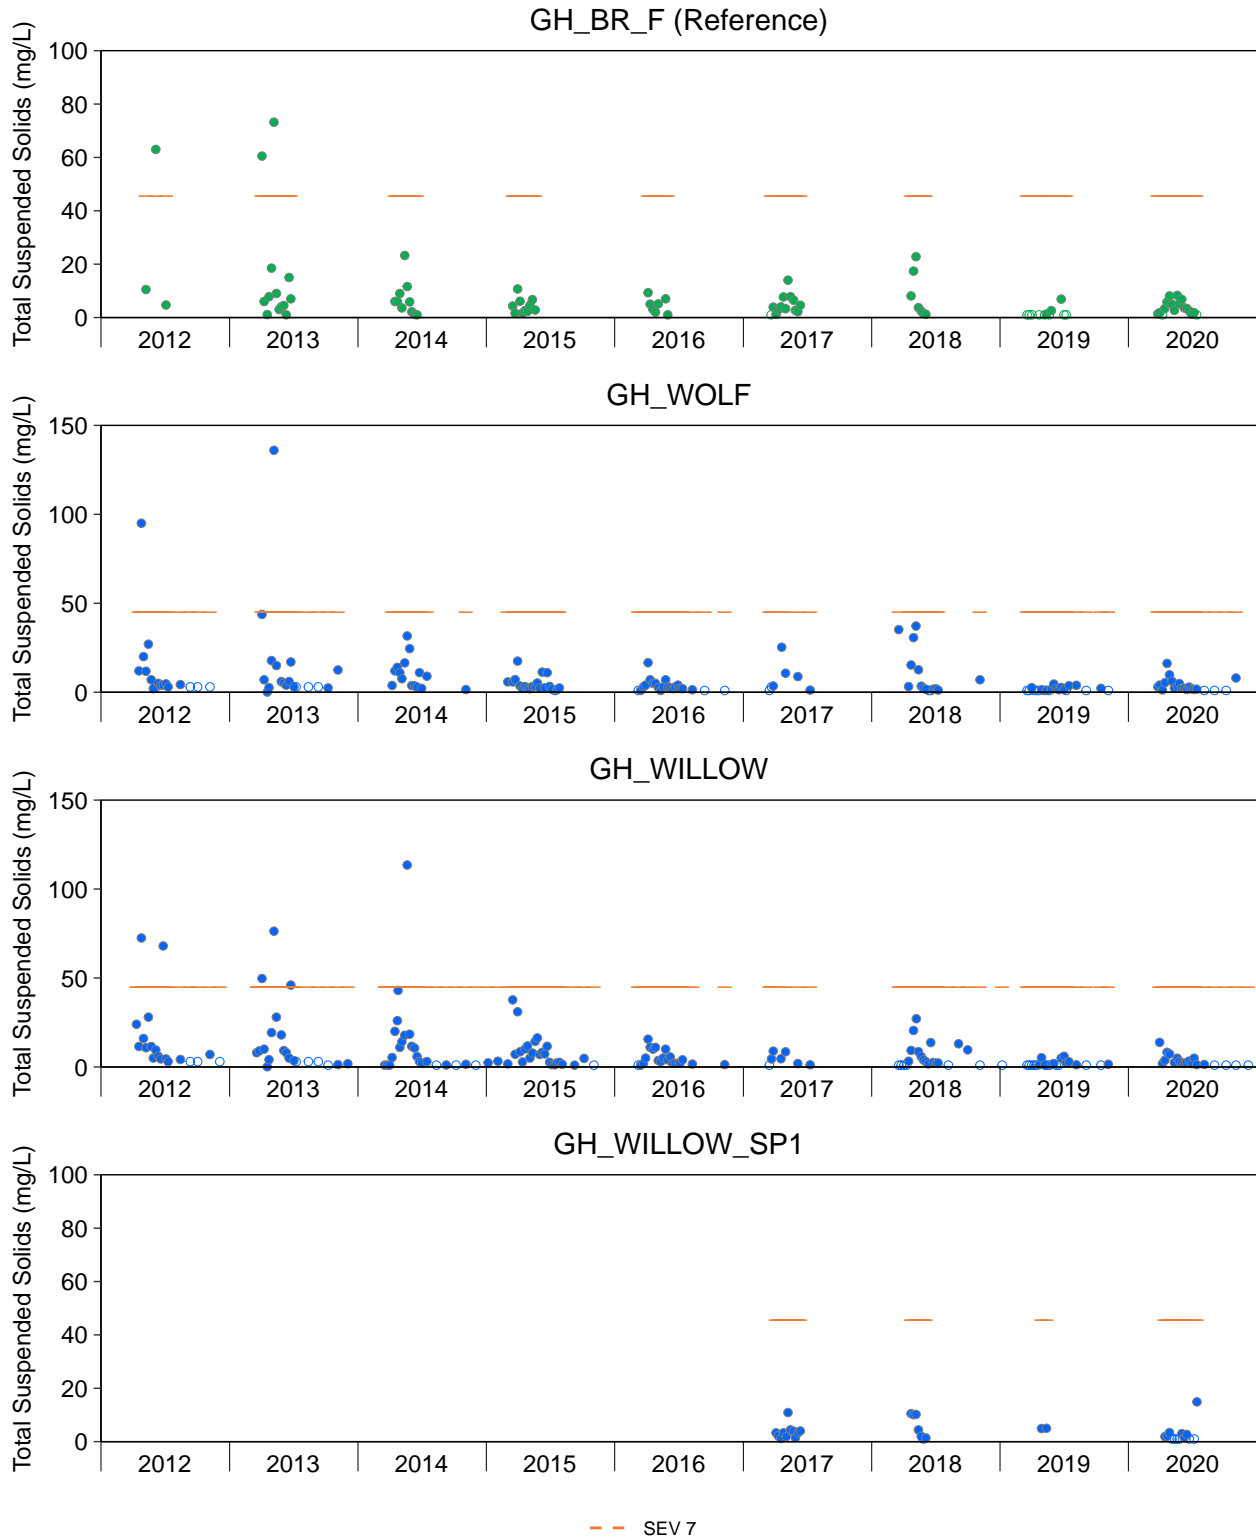 GH_BR_F (Reference)
Total Suspended Solids (mg/L)
100
80
60
40
20
0
2012 2013 2014 2015 2016 2017 2018 2019 2020
GH_WOLF
Total Suspended Solids (mg/L)
150
100
50
0
2012 2013 2014 2015 2016 2017 2018 2019 2020
GH_WILLOW
Total Suspended Solids (mg/L)
150
100
50
0
2012 2013 2014 2015 2016 2017 2018 2019 2020
GH_WILLOW_SP1
Total Suspended Solids (mg/L)
100
80
60
40
20
0
2012 2013 2014 2015 2016 2017 2018 2019 2020
SEV 7